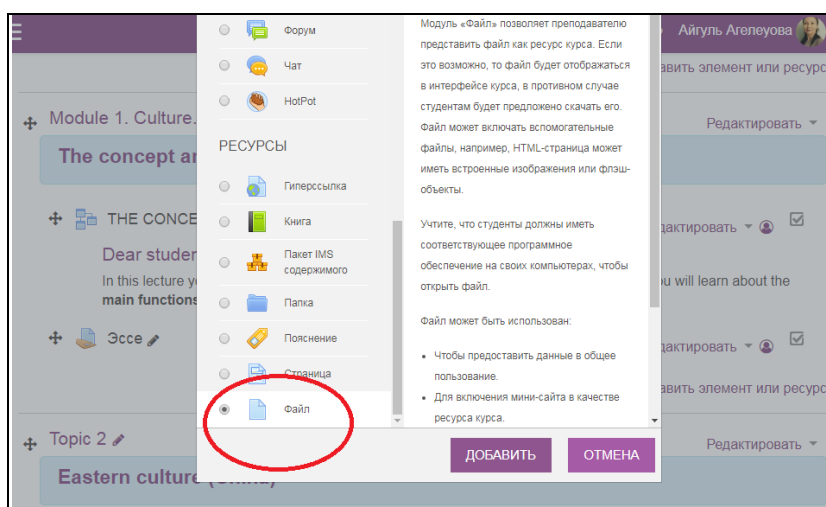 Форум
Чат
HotPot
РЕСУРСЫ
Гиперссылка
Книга
Пакет IMS
содержимого
Папка
Пояснение
Страница
Файл
Модуль «Файл» позволяет преподавателю
представить файл как ресурс курса. Если
это возможно, то файл будет отображаться
в интерфейсе курса, в противном случае
студентам будет предложено скачать его.
Файл может включать вспомогательные
файлы, например, HTML-страница может
иметь встроенные изображения или флэш-
объекты.
Учтите, что студенты должны иметь
соответствующее программное
обеспечение на своих компьютерах, чтобы
открыть файл.
Файл может быть использован:
• Чтобы предоставить данные в общее
пользование.
• Для включения мини-сайта в качестве
ресурса курса.
ДОБАВИТЬ ОТМЕНА
Айгуль Агелеуова
авить элемент или ресурс
Module 1. Culture.
Редактировать
The concept ar
THE CONCE
дактировать
Dear studer
In this lecture y
ou will learn about the
main functions
Эссе
дактировать
авить элемент или ресурс
Topic 2
Редактировать
Eastern culture